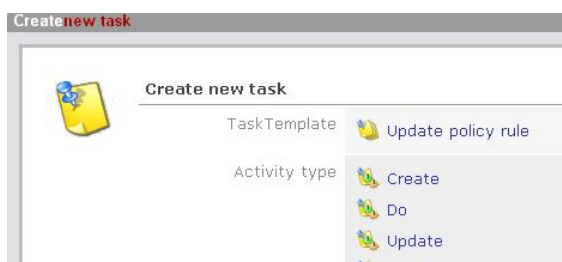 Createnew task
Create new task
TaskTemplate Update policy rule
Activity type Create
Do
Update